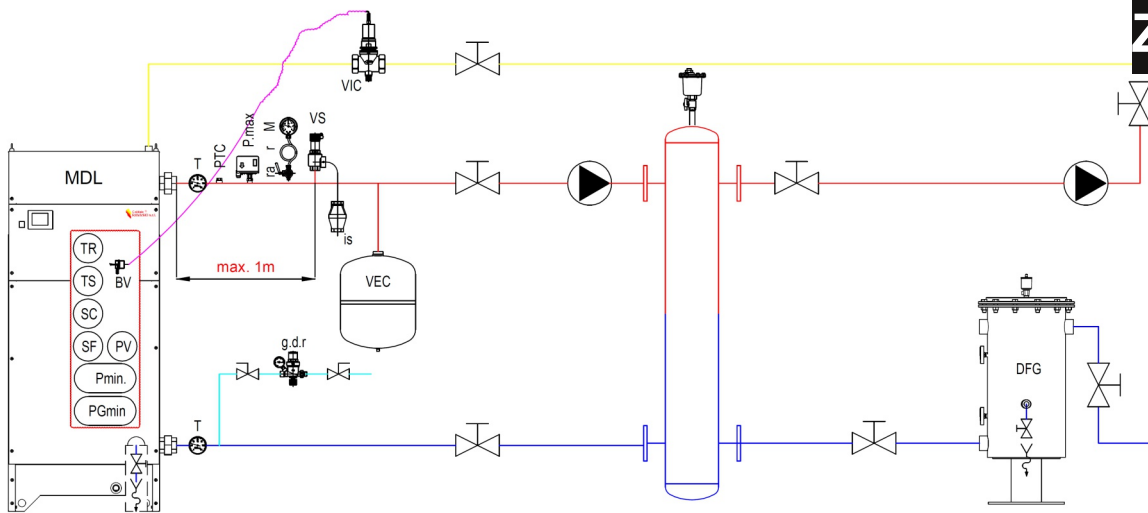 Z
VIC
P.max
M
VS
PTC
r
T
ra
MDL
TR
is
max. 1m
TS
BV
VEC
SC
g.d.r
SF
PV
DFG
Pmin.
PGmin
T